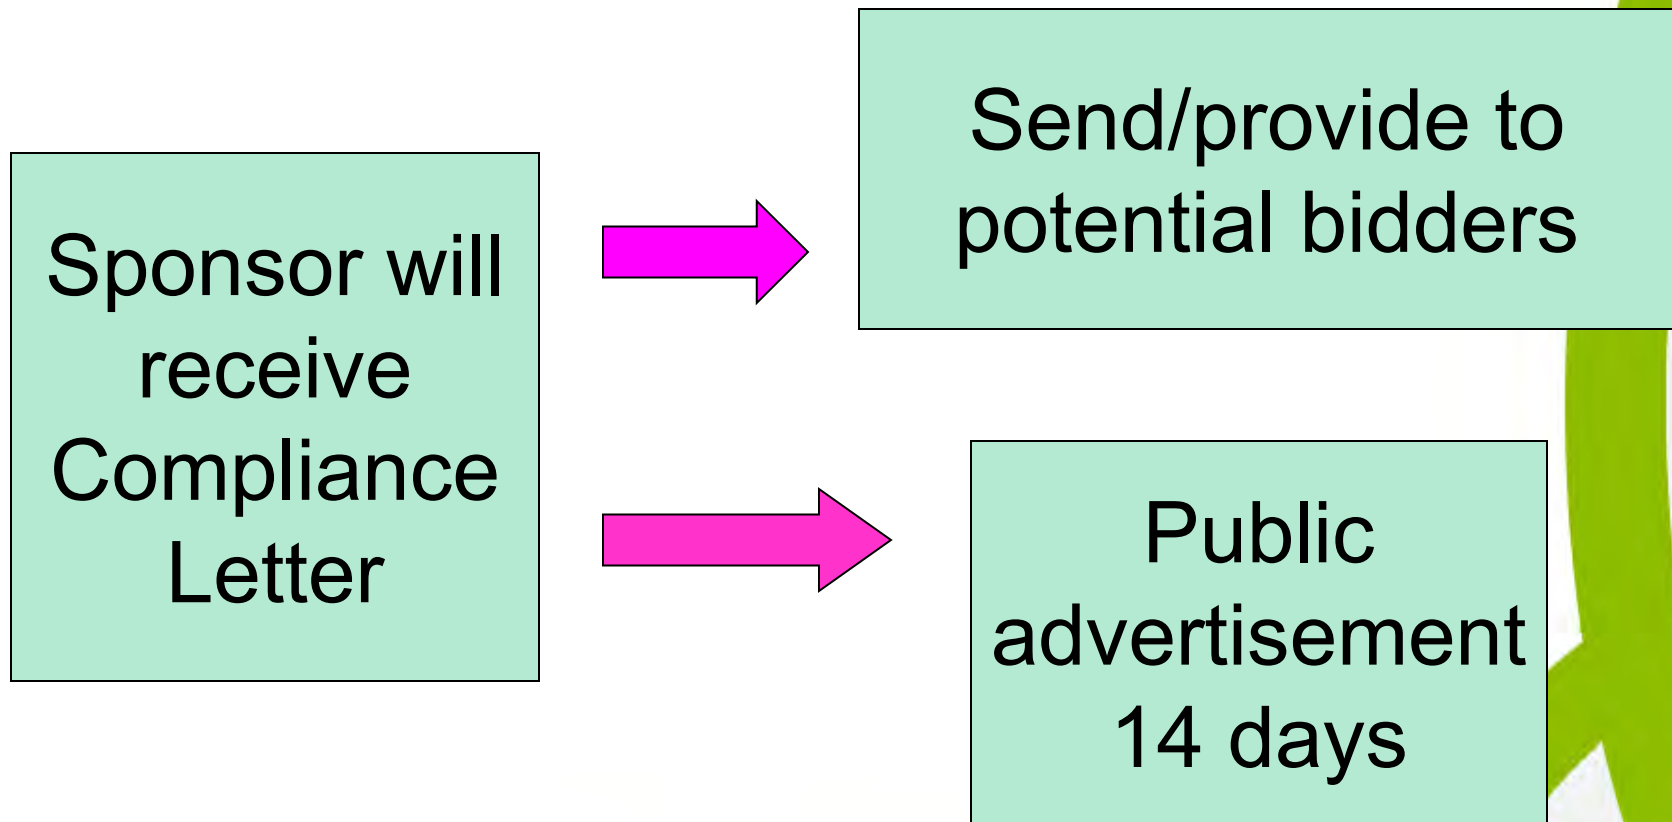 Sponsor will
receive
Compliance
Letter
Send/provide to
potential bidders
Public
advertisement
14 days